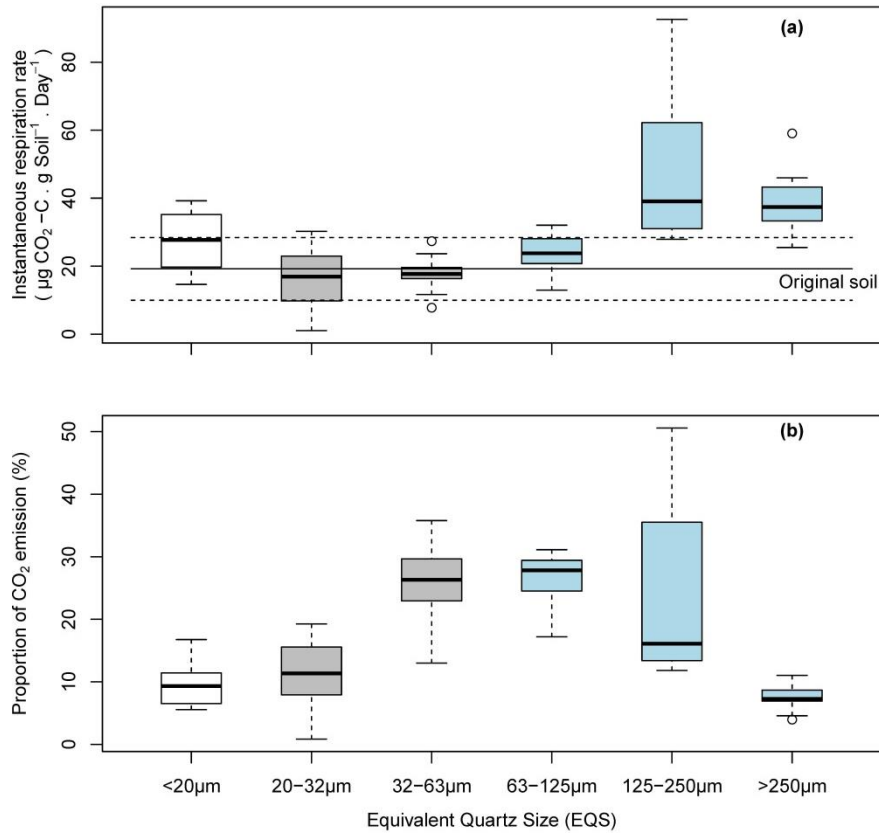 (a)
Instantaneous respiration rate
( µg CO₂ −C . g Soil⁻¹ . Day⁻¹ )
80
60
40
20
0
Original soil
(b)
Proportion of CO₂ emission (%)
50
40
30
20
10
0
<20µm 20−32µm 32−63µm 63−125µm 125−250µm >250µm
Equivalent Quartz Size (EQS)